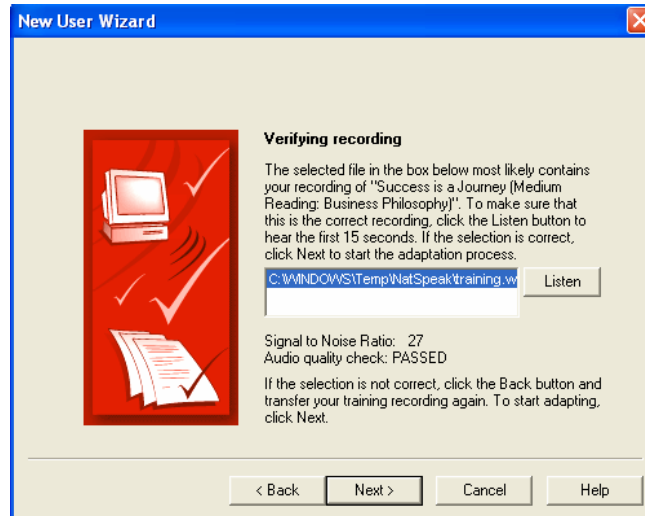 New User Wizard
Verifying recording
The selected file in the box below most likely contains
your recording of "Success is a Journey (Medium
Reading: Business Philosophy)". To make sure that
this is the correct recording, click the Listen button to
hear the first 15 seconds. If the selection is correct,
click Next to start the adaptation process.
C:\WINDOWS\Temp\NatSpeak\training.w
Listen
Signal to Noise Ratio: 27
Audio quality check: PASSED
If the selection is not correct, click the Back button and
transfer your training recording again. To start adapting,
click Next.
< Back Next > Cancel Help